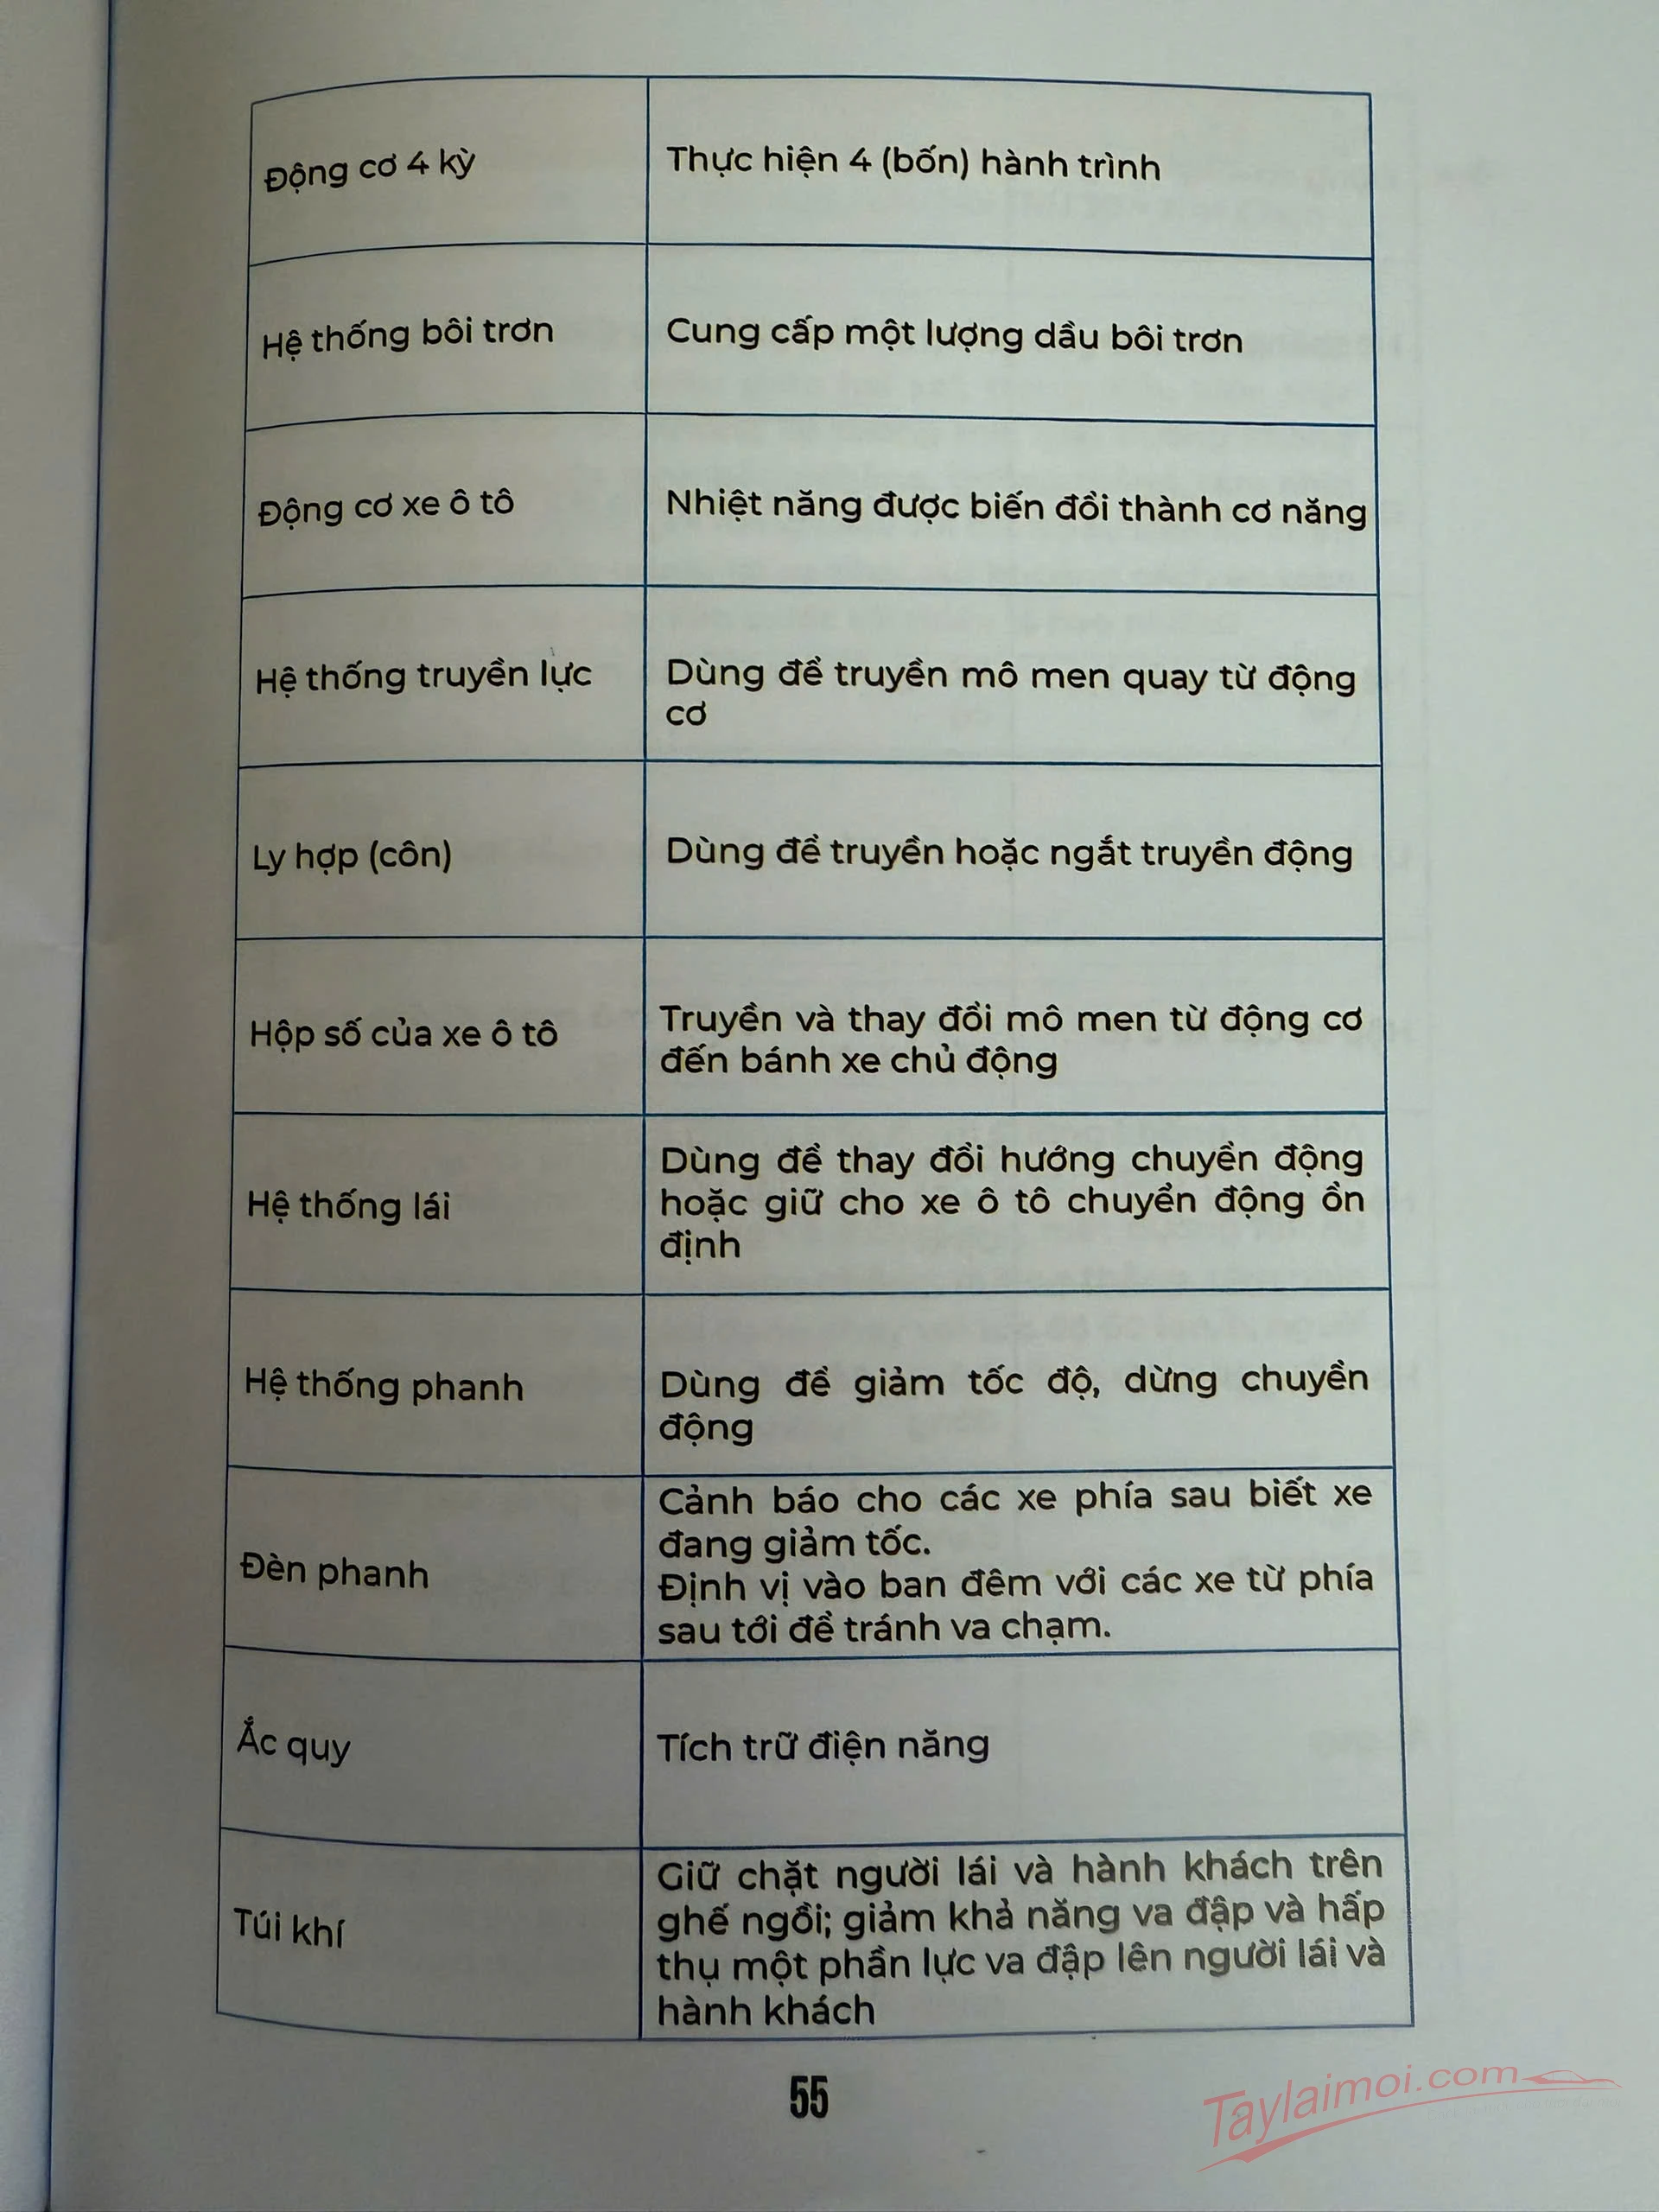 Động cơ 4 kỳ
Thực hiện 4 (bốn) hành trình
Hệ thống bôi trơn
Cung cấp một lượng dầu bôi trơn
Động cơ xe ô tô
Nhiệt năng được biến đổi thành cơ năng
Hệ thống truyền lực
Dùng để truyền mô men quay từ động
cơ
Ly hợp (côn)
Dùng để truyền hoặc ngắt truyền động
Hộp số của xe ô tô
Truyền và thay đổi mô men từ động cơ
đến bánh xe chủ động
Hệ thống lái
Dùng để thay đổi hướng chuyển động
hoặc giữ cho xe ô tô chuyển động ổn
định
Hệ thống phanh
Dùng để giảm tốc độ, dừng chuyển
động
Đèn phanh
Cảnh báo cho các xe phía sau biết xe
đang giảm tốc.
Định vị vào ban đêm với các xe từ phía
sau tới để tránh va chạm.
Ắc quy
Tích trữ điện năng
Túi khí
Giữ chặt người lái và hành khách trên
ghế ngồi; giảm khả năng va đập và hấp
thụ một phần lực va đập lên người lái và
hành khách
55
Taylaimoi.com